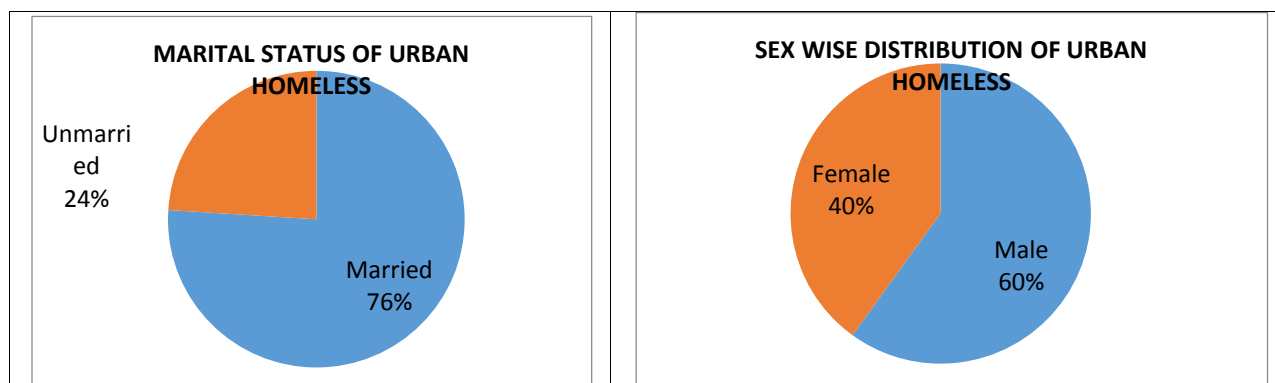 MARITAL STATUS OF URBAN
HOMELESS
Unmarri
ed
24%
Married
76%
SEX WISE DISTRIBUTION OF URBAN
HOMELESS
Female
40%
Male
60%